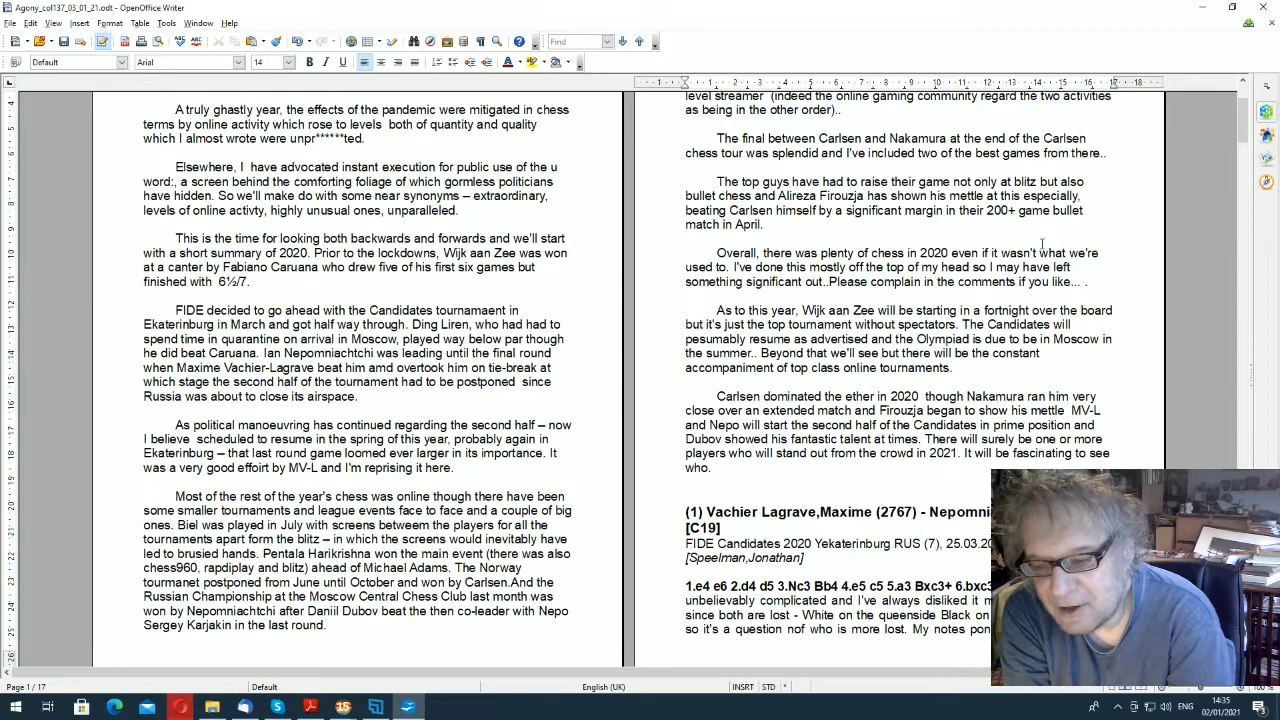 Agony_col137_03_01_21.odt - OpenOffice Writer
File Edit View Insert Format Table Tools Window Help
Find
Default Arial 14
1 1 2 3 4 5 6 7 8 9 10 11 12 13 14 15 16 17 18
A truly ghastly year, the effects of the pandemic were mitigated in chess
terms by online activity which rose to levels both of quantity and quality
which I almost wrote were unpr******ted.
Elsewhere, I have advocated instant execution for public use of the u
word:, a screen behind the comforting foliage of which gormless politicians
have hidden. So we'll make do with some near synonyms – extraordinary,
levels of online activity, highly unusual ones, unparalleled.
This is the time for looking both backwards and forwards and we'll start
with a short summary of 2020. Prior to the lockdowns, Wijk aan Zee was won
at a canter by Fabiano Caruana who drew five of his first six games but
finished with 6½/7.
FIDE decided to go ahead with the Candidates tournamaent in
Ekaterinburg in March and got half way through. Ding Liren, who had had to
spend time in quarantine on arrival in Moscow, played way below par though
he did beat Caruana. Ian Nepomniachtchi was leading until the final round
when Maxime Vachier-Lagrave beat him amd overtook him on tie-break at
which stage the second half of the tournament had to be postponed since
Russia was about to close its airspace.
As political manoeuvring has continued regarding the second half – now
I believe scheduled to resume in the spring of this year, probably again in
Ekaterinburg – that last round game loomed ever larger in its importance. It
was a very good effoirt by MV-L and I'm reprising it here.
Most of the rest of the year's chess was online though there have been
some smaller tournaments and league events face to face and a couple of big
ones. Biel was played in July with screens betweem the players for all the
tournaments apart form the blitz – in which the screens would inevitably have
led to brusied hands. Pentala Harikrishna won the main event (there was also
chess960, rapdiplay and blitz) ahead of Michael Adams. The Norway
tourmanet postponed from June until October and won by Carlsen.And the
Russian Championship at the Moscow Central Chess Club last month was
won by Nepomniachtchi after Daniil Dubov beat the then co-leader with Nepo
Sergey Karjakin in the last round.
level streamer (indeed the online gaming community regard the two activities
as being in the other order)..
The final between Carlsen and Nakamura at the end of the Carlsen
chess tour was splendid and I've included two of the best games from there..
The top guys have had to raise their game not only at blitz but also
bullet chess and Alireza Firouzja has shown his mettle at this especially,
beating Carlsen himself by a significant margin in their 200+ game bullet
match in April.
Overall, there was plenty of chess in 2020 even if it wasn't what we're
used to. I've done this mostly off the top of my head so I may have left
something significant out..Please complain in the comments if you like... .
As to this year, Wijk aan Zee will be starting in a fortnight over the board
but it's just the top tournament without spectators. The Candidates will
pesumably resume as advertised and the Olympiad is due to be in Moscow in
the summer.. Beyond that we'll see but there will be the constant
accompaniment of top class online tournaments.
Carlsen dominated the ether in 2020 though Nakamura ran him very
close over an extended match and Firouzja began to show his mettle MV-L
and Nepo will start the second half of the Candidates in prime position and
Dubov showed his fantastic talent at times. There will surely be one or more
players who will stand out from the crowd in 2021. It will be fascinating to see
who.
(1) Vachier Lagrave,Maxime (2767) - Nepomni
[C19]
FIDE Candidates 2020 Yekaterinburg RUS (7), 25.03.20
[Speelman,Jonathan]
1.e4 e6 2.d4 d5 3.Nc3 Bb4 4.e5 c5 5.a3 Bxc3+ 6.bxc3
unbelievably complicated and I've always disliked it
since both are lost - White on the queenside Black on
so it's a question nof who is more lost. My notes
Page 1 / 17 Default English (UK) INSRT STD * 100 %
ENG 14:35
02/01/2021